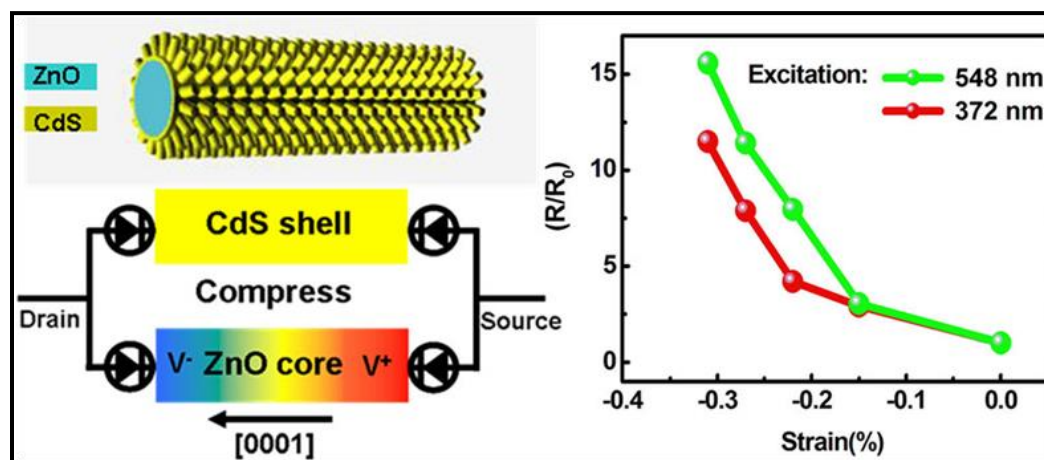 ZnO
CdS
CdS shell
Compress
Drain
Source
V⁻ ZnO core V⁺
[0001]
Excitation:
548 nm
372 nm
(R/R₀)
15
10
5
0
-0.4 -0.3 -0.2 -0.1 0.0
Strain(%)